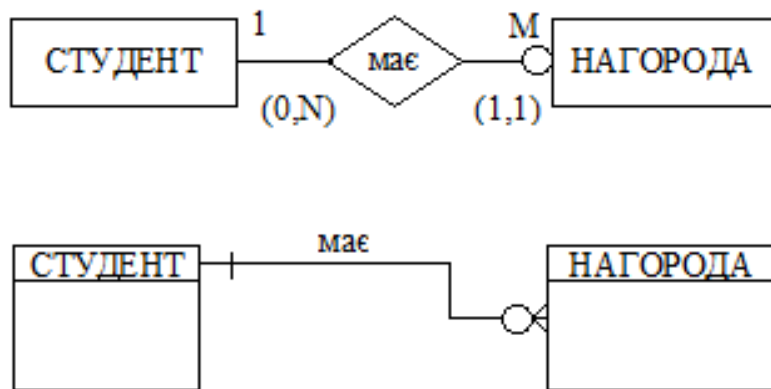 1 М
СТУДЕНТ має НАГОРОДА
(0,N) (1,1)
має
СТУДЕНТ НАГОРОДА